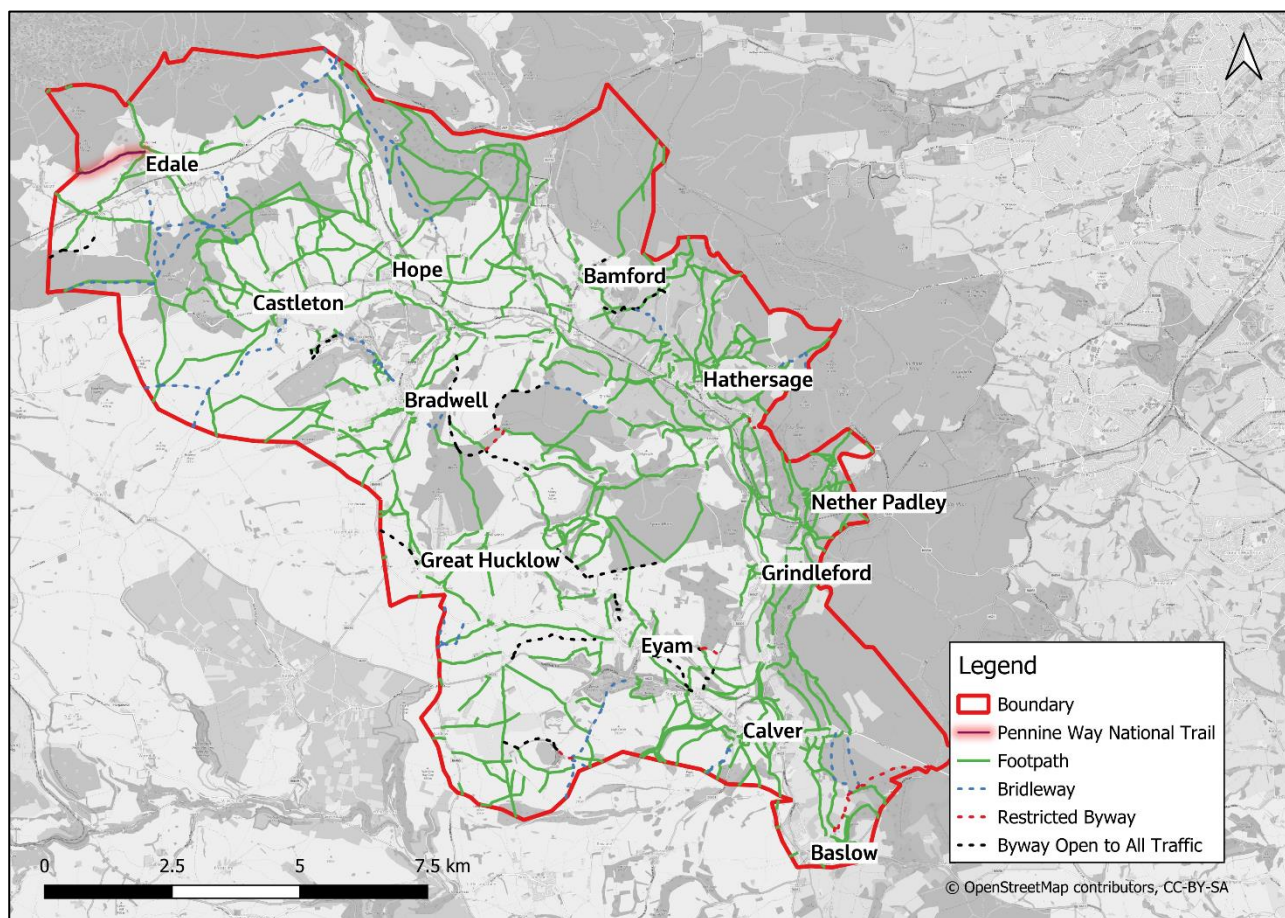 Edale
Hope
Bamford
Castleton
Hathersage
Bradwell
Nether Padley
Great Hucklow
Grindleford
Eyam
Calver
Baslow
Legend
Boundary
Pennine Way National Trail
Footpath
Bridleway
Restricted Byway
Byway Open to All Traffic
0 2.5 5 7.5 km
© OpenStreetMap contributors, CC-BY-SA